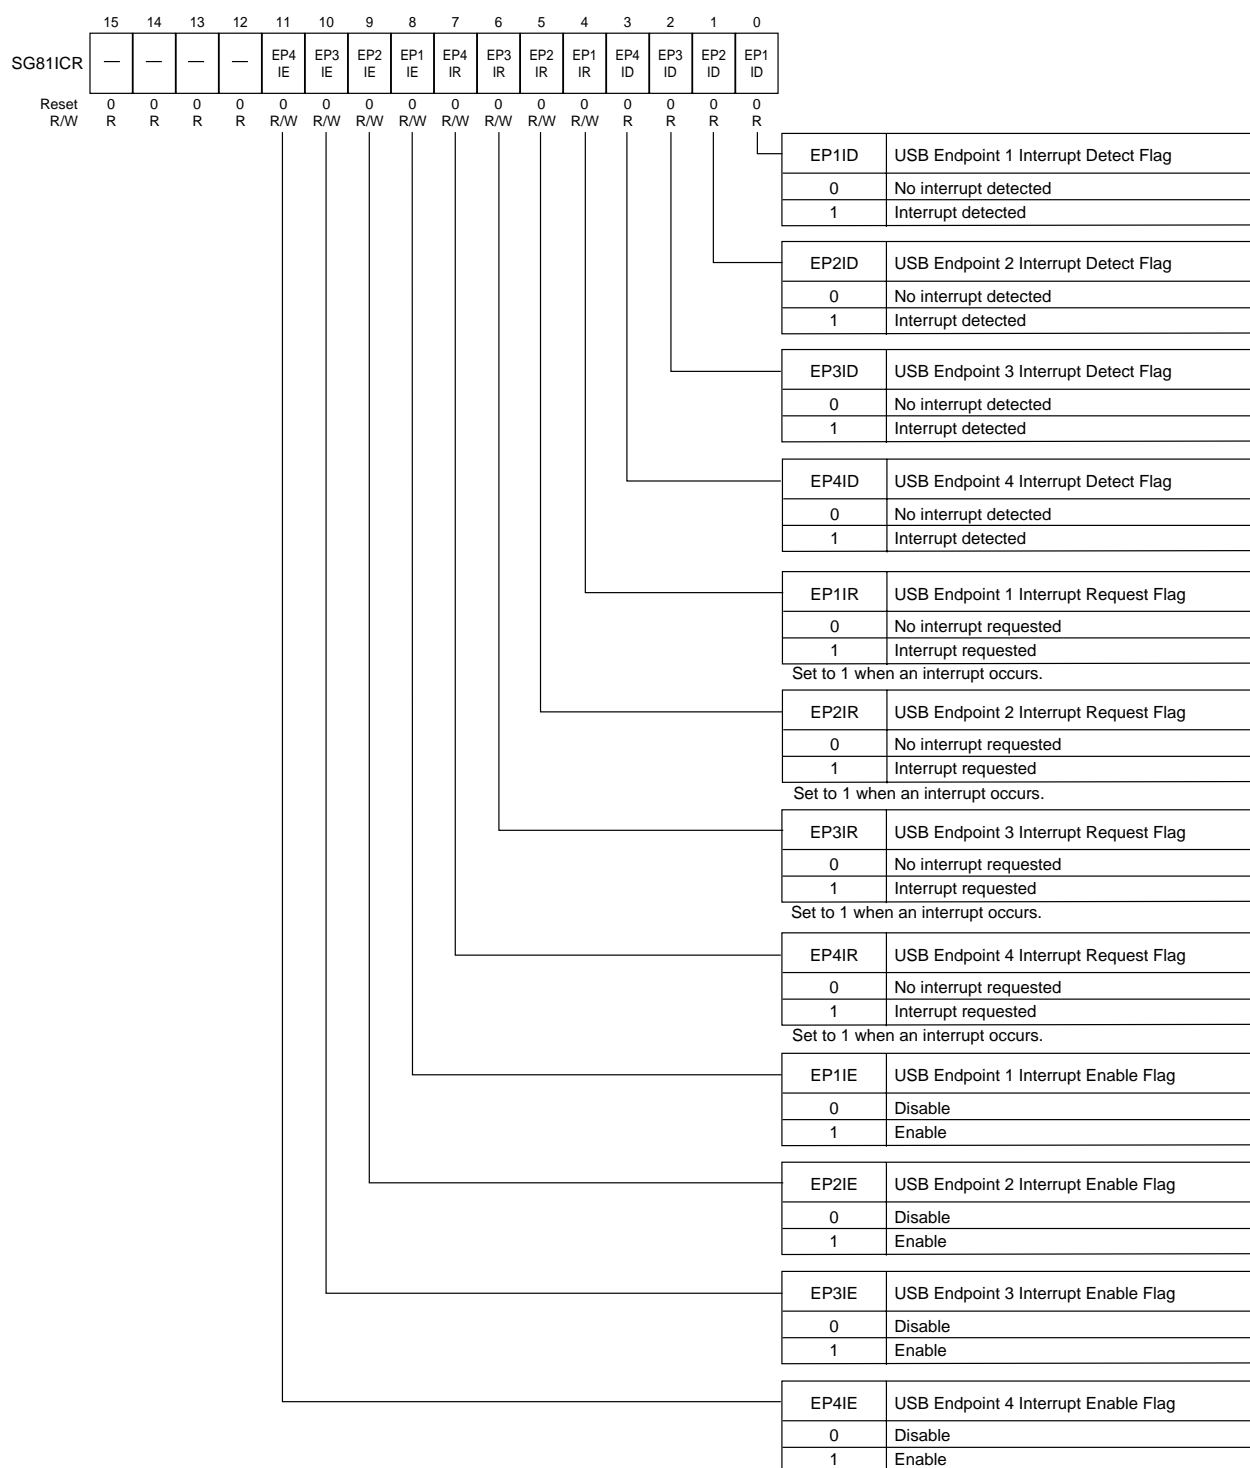 15 14 13 12 11 10 9 8 7 6 5 4 3 2 1 0
SG81ICR — — — — EP4 IE EP3 IE EP2 IE EP1 IE EP4 IR EP3 IR EP2 IR EP1 IR EP4 ID EP3 ID EP2 ID EP1 ID
Reset 0 0 0 0 0 0 0 0 0 0 0 0 0 0 0 0
R/W R R R R R/W R/W R/W R/W R/W R/W R/W R/W R R R R
EP1ID USB Endpoint 1 Interrupt Detect Flag
0 No interrupt detected
1 Interrupt detected
EP2ID USB Endpoint 2 Interrupt Detect Flag
0 No interrupt detected
1 Interrupt detected
EP3ID USB Endpoint 3 Interrupt Detect Flag
0 No interrupt detected
1 Interrupt detected
EP4ID USB Endpoint 4 Interrupt Detect Flag
0 No interrupt detected
1 Interrupt detected
EP1IR USB Endpoint 1 Interrupt Request Flag
0 No interrupt requested
1 Interrupt requested
Set to 1 when an interrupt occurs.
EP2IR USB Endpoint 2 Interrupt Request Flag
0 No interrupt requested
1 Interrupt requested
Set to 1 when an interrupt occurs.
EP3IR USB Endpoint 3 Interrupt Request Flag
0 No interrupt requested
1 Interrupt requested
Set to 1 when an interrupt occurs.
EP4IR USB Endpoint 4 Interrupt Request Flag
0 No interrupt requested
1 Interrupt requested
Set to 1 when an interrupt occurs.
EP1IE USB Endpoint 1 Interrupt Enable Flag
0 Disable
1 Enable
EP2IE USB Endpoint 2 Interrupt Enable Flag
0 Disable
1 Enable
EP3IE USB Endpoint 3 Interrupt Enable Flag
0 Disable
1 Enable
EP4IE USB Endpoint 4 Interrupt Enable Flag
0 Disable
1 Enable